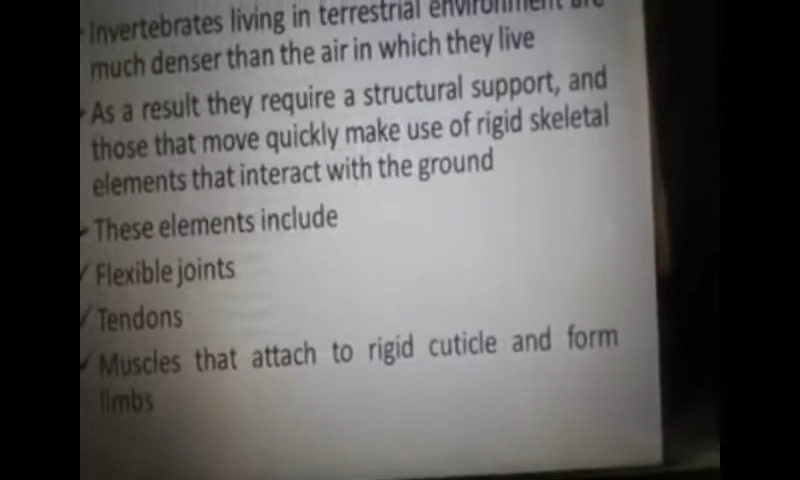 Invertebrates living in terrestrial environment are
much denser than the air in which they live
As a result they require a structural support, and
those that move quickly make use of rigid skeletal
elements that interact with the ground
These elements include
Flexible joints
Tendons
Muscles that attach to rigid cuticle and form
limbs